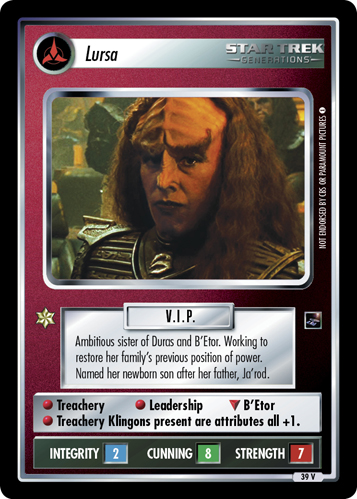 Lursa
STAR TREK
GENERATIONS
NOT ENDORSED BY CBS OR PARAMOUNT PICTURES
V.I.P.
Ambitious sister of Duras and B’Etor. Working to
restore her family’s previous position of power.
Named her newborn son after her father, Ja’rod.
Treachery Leadership B’Etor
Treachery Klingons present are attributes all +1.
INTEGRITY 2 CUNNING 8 STRENGTH 7
39 V